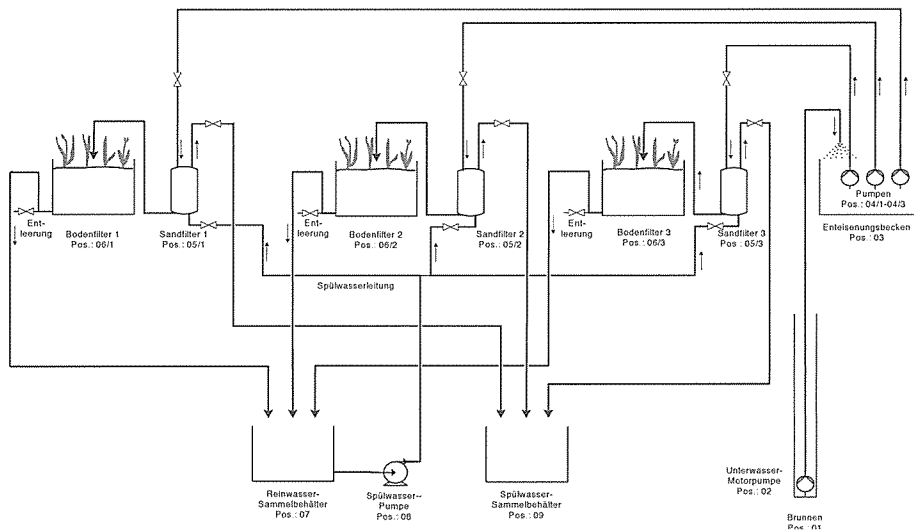 Pumpen
Pos.: 04/1-04/3
Enteisenungsbecken
Pos.: 03
Ent-
leerung
Bodenfilter 1
Pos.: 06/1
Sandfilter 1
Pos.: 05/1
Ent-
leerung
Bodenfilter 2
Pos.: 06/2
Sandfilter 2
Pos.: 05/2
Ent-
leerung
Bodenfilter 3
Pos.: 06/3
Sandfilter 3
Pos.: 05/3
Spülwasserleitung
Reinwasser-
Sammelbehälter
Pos.: 07
Spülwasser-
Pumpe
Pos.: 08
Spülwasser-
Sammelbehälter
Pos.: 09
Unterwasser-
Motorpumpe
Pos.: 02
Brunnen
Pos.: 01